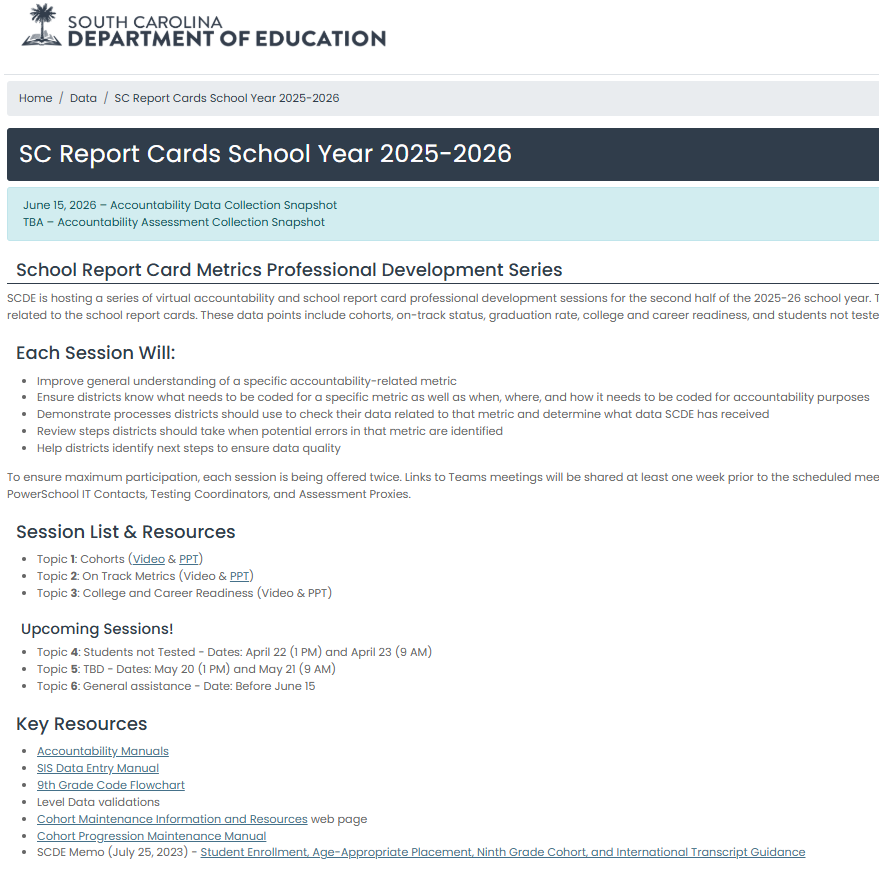 SOUTH CAROLINA
DEPARTMENT OF EDUCATION
Home / Data / SC Report Cards School Year 2025-2026
SC Report Cards School Year 2025-2026
June 15, 2026 – Accountability Data Collection Snapshot
TBA – Accountability Assessment Collection Snapshot
School Report Card Metrics Professional Development Series
SCDE is hosting a series of virtual accountability and school report card professional development sessions for the second half of the 2025-26 school year.
related to the school report cards. These data points include cohorts, on-track status, graduation rate, college and career readiness, and students not teste
Each Session Will:
• Improve general understanding of a specific accountability-related metric
• Ensure districts know what needs to be coded for a specific metric as well as when, where, and how it needs to be coded for accountability purposes
• Demonstrate processes districts should use to check their data related to that metric and determine what data SCDE has received
• Review steps districts should take when potential errors in that metric are identified
• Help districts identify next steps to ensure data quality
To ensure maximum participation, each session is being offered twice. Links to Teams meetings will be shared at least one week prior to the scheduled mee
PowerSchool IT Contacts, Testing Coordinators, and Assessment Proxies.
Session List & Resources
• Topic 1: Cohorts (Video & PPT)
• Topic 2: On Track Metrics (Video & PPT)
• Topic 3: College and Career Readiness (Video & PPT)
Upcoming Sessions!
• Topic 4: Students not Tested - Dates: April 22 (1 PM) and April 23 (9 AM)
• Topic 5: TBD - Dates: May 20 (1 PM) and May 21 (9 AM)
• Topic 6: General assistance - Date: Before June 15
Key Resources
• Accountability Manuals
• SIS Data Entry Manual
• 9th Grade Code Flowchart
• Level Data validations
• Cohort Maintenance Information and Resources web page
• Cohort Progression Maintenance Manual
• SCDE Memo (July 25, 2023) - Student Enrollment, Age-Appropriate Placement, Ninth Grade Cohort, and International Transcript Guidance